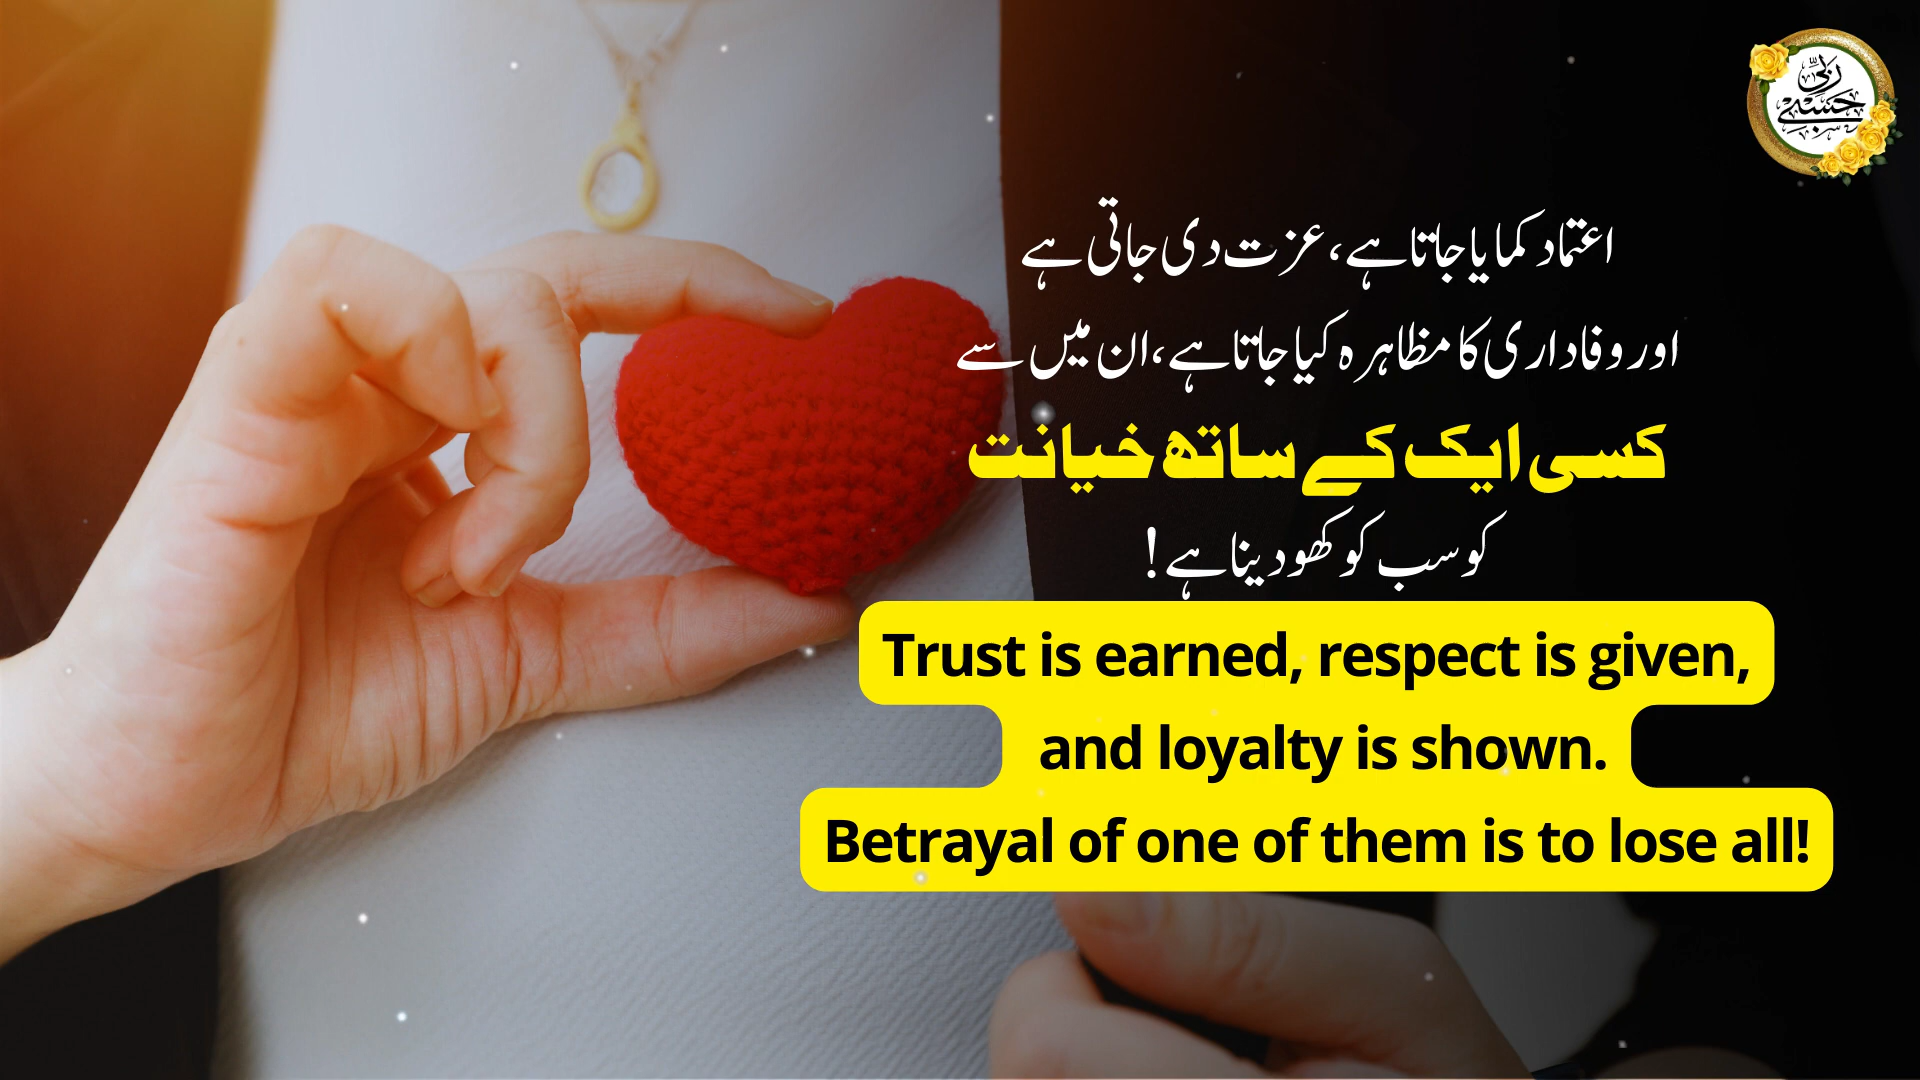 حسبي ربي
اعتماد کمایا جاتا ہے، عزت دی جاتی ہے
اور وفاداری کا مظاہرہ کیا جاتا ہے، ان میں سے
کسی ایک کے ساتھ خیانت
کو سب کو کھو دینا ہے!
Trust is earned, respect is given,
and loyalty is shown.
Betrayal of one of them is to lose all!